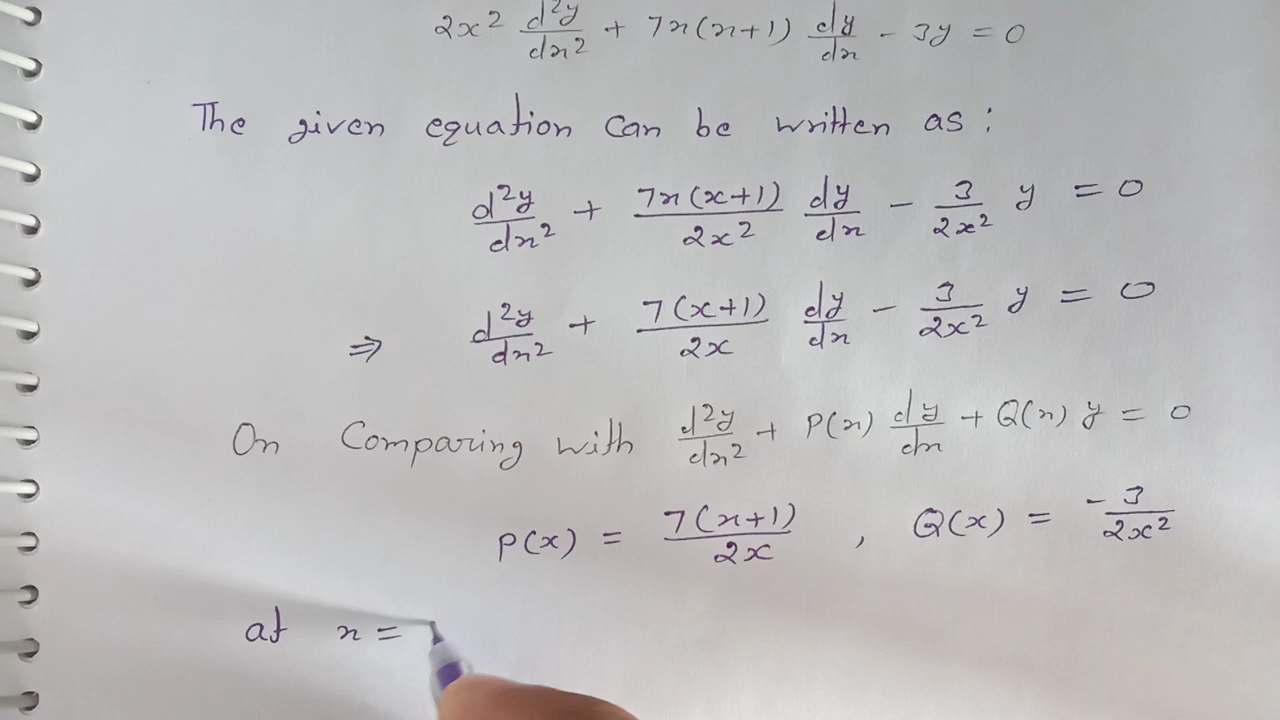 2x² d²y/dx² + 7x(x+1) dy/dx - 3y = 0
The given equation can be written as :
d²y/dx² + 7x(x+1)/2x² dy/dx - 3/2x² y = 0
⇒ d²y/dx² + 7(x+1)/2x dy/dx - 3/2x² y = 0
On Comparing with d²y/dx² + P(x) dy/dx + Q(x) y = 0
P(x) = 7(x+1)/2x , Q(x) = -3/2x²
at x =